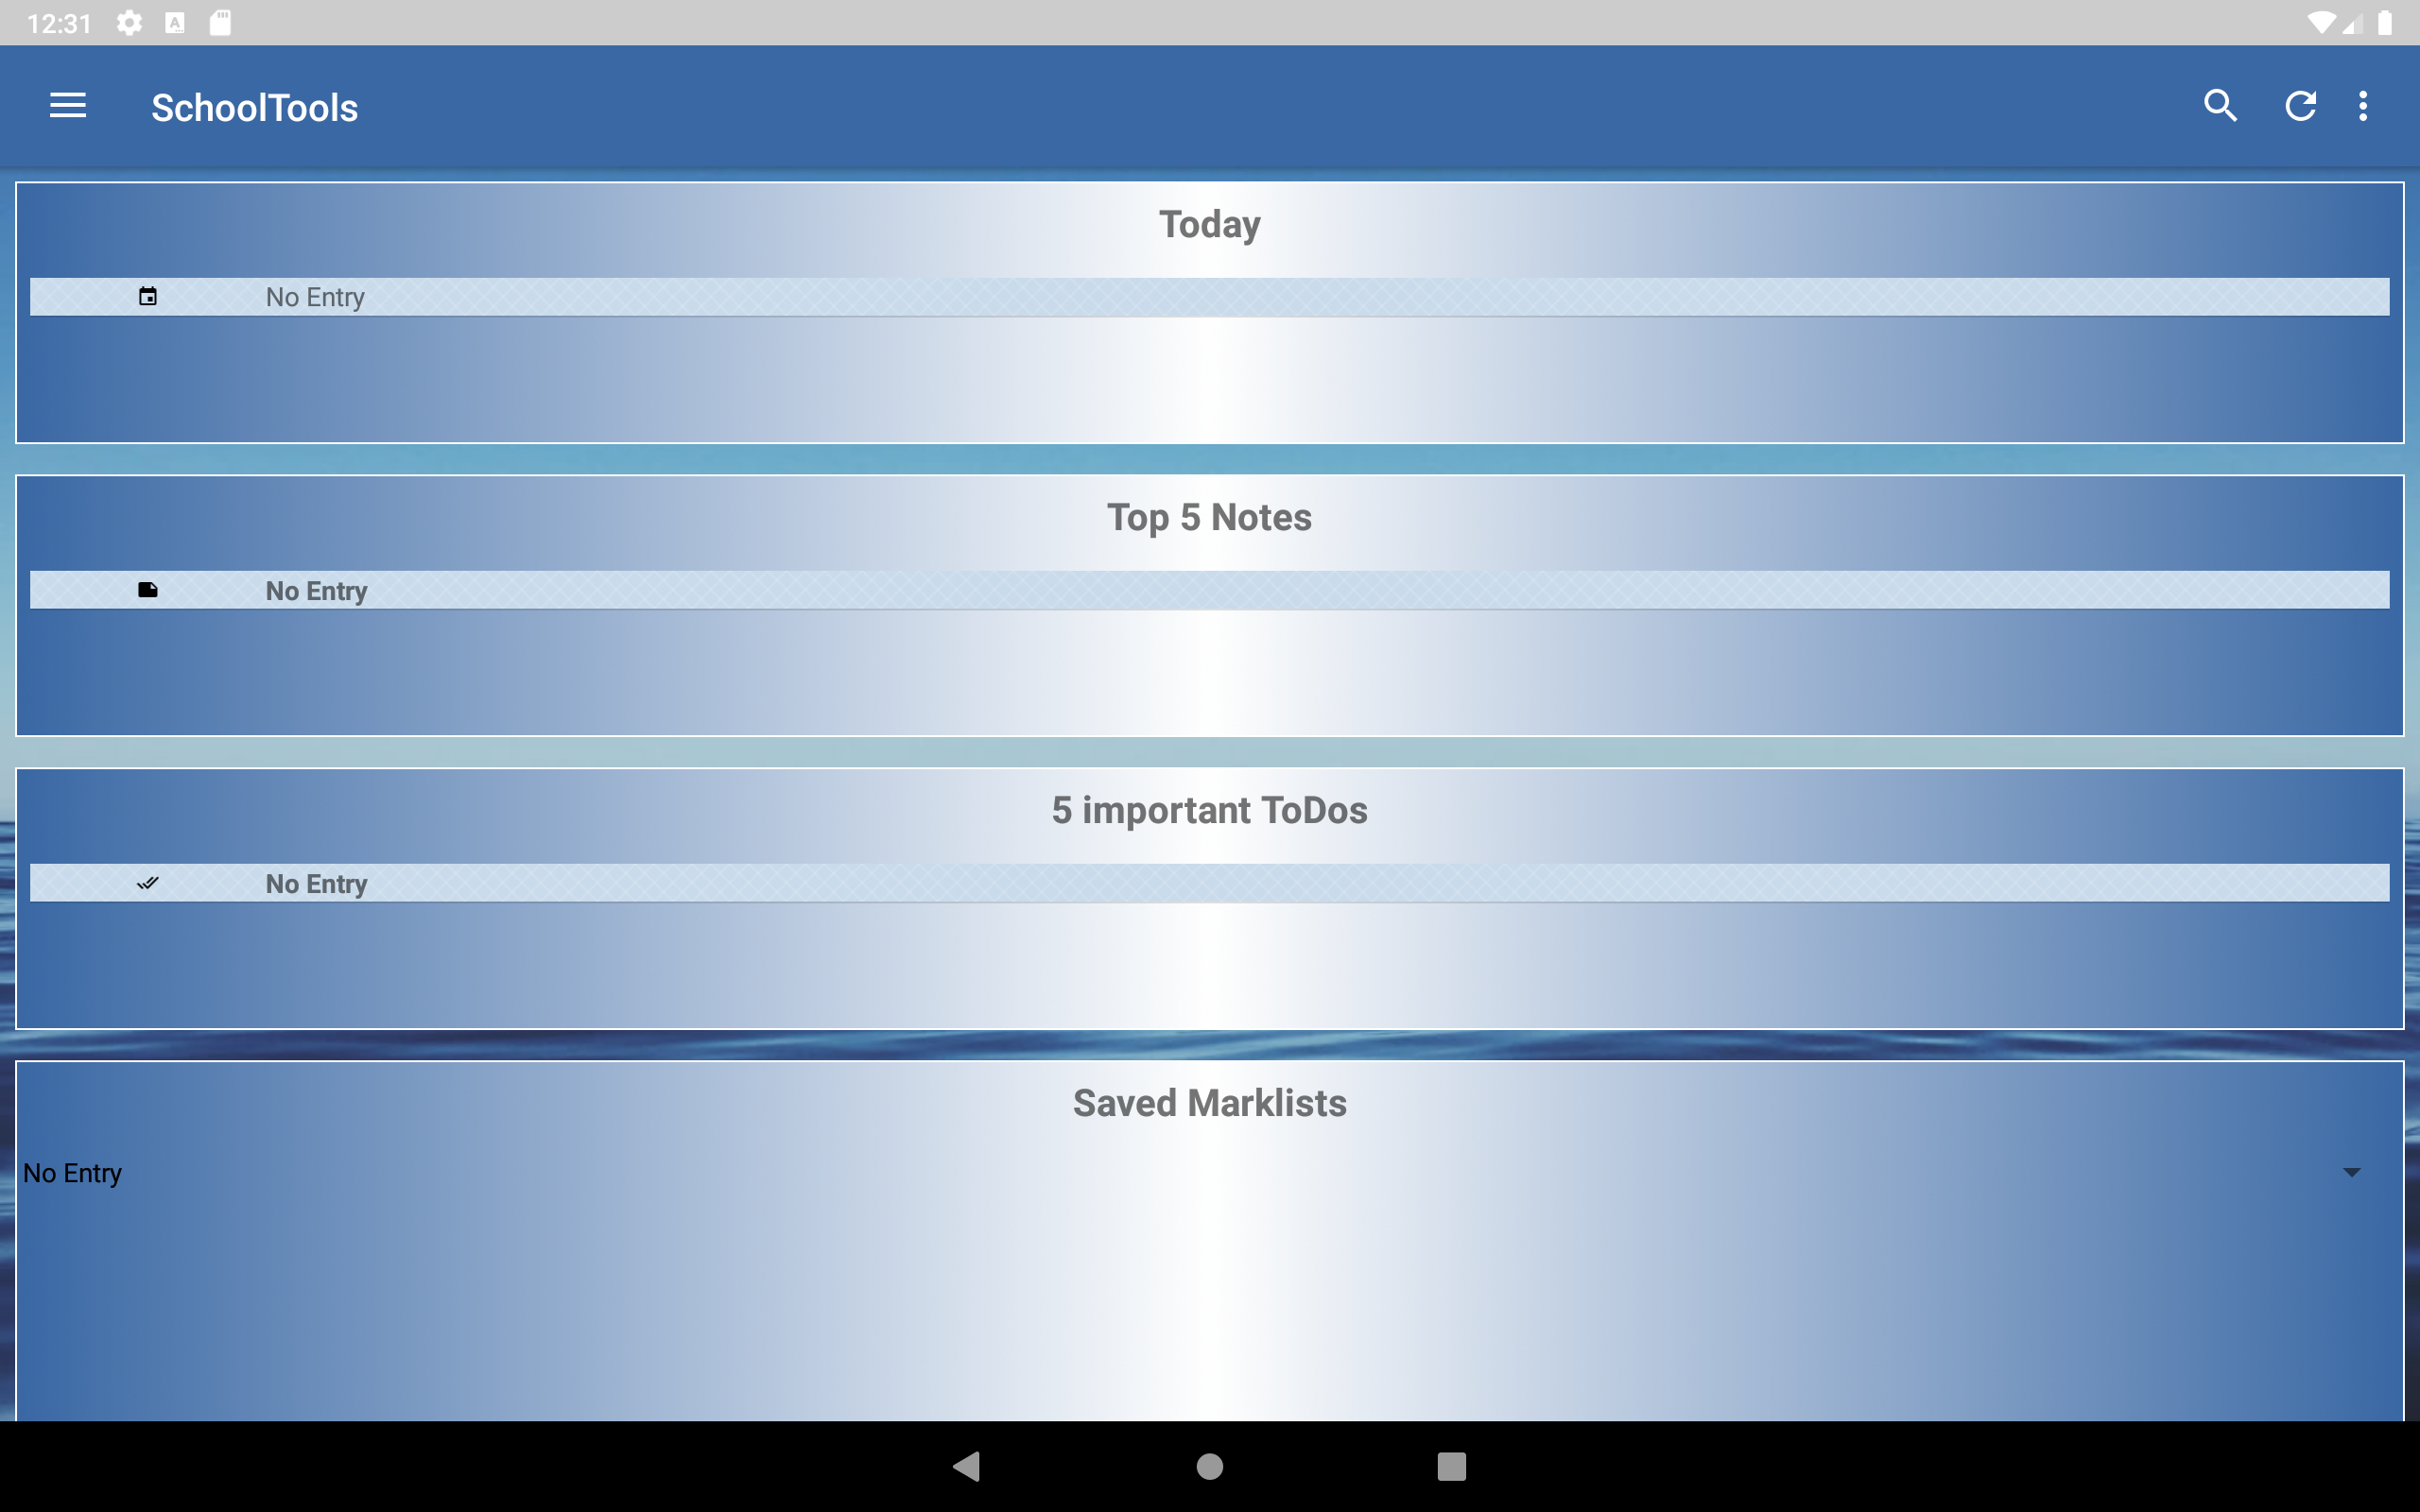 12:31
SchoolTools
Today
No Entry
Top 5 Notes
No Entry
5 important ToDos
No Entry
Saved Marklists
No Entry